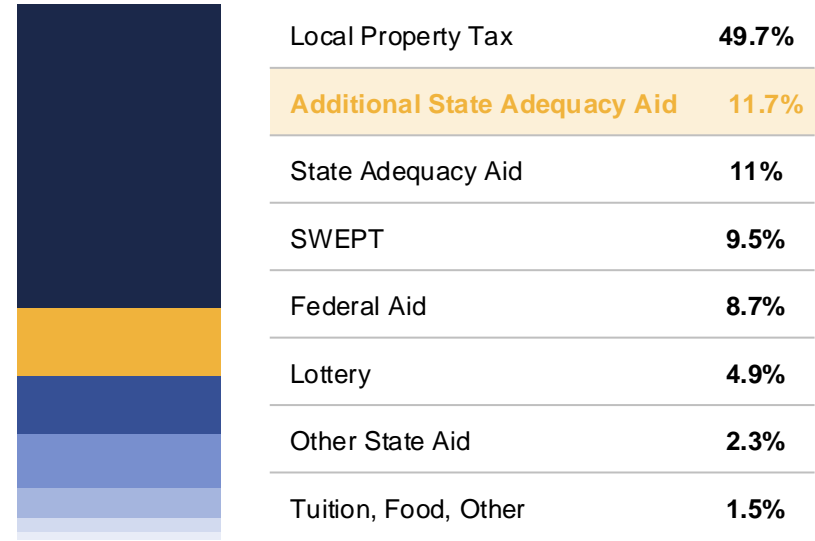 Local Property Tax 49.7%
Additional State Adequacy Aid 11.7%
State Adequacy Aid 11%
SWEPT 9.5%
Federal Aid 8.7%
Lottery 4.9%
Other State Aid 2.3%
Tuition, Food, Other 1.5%